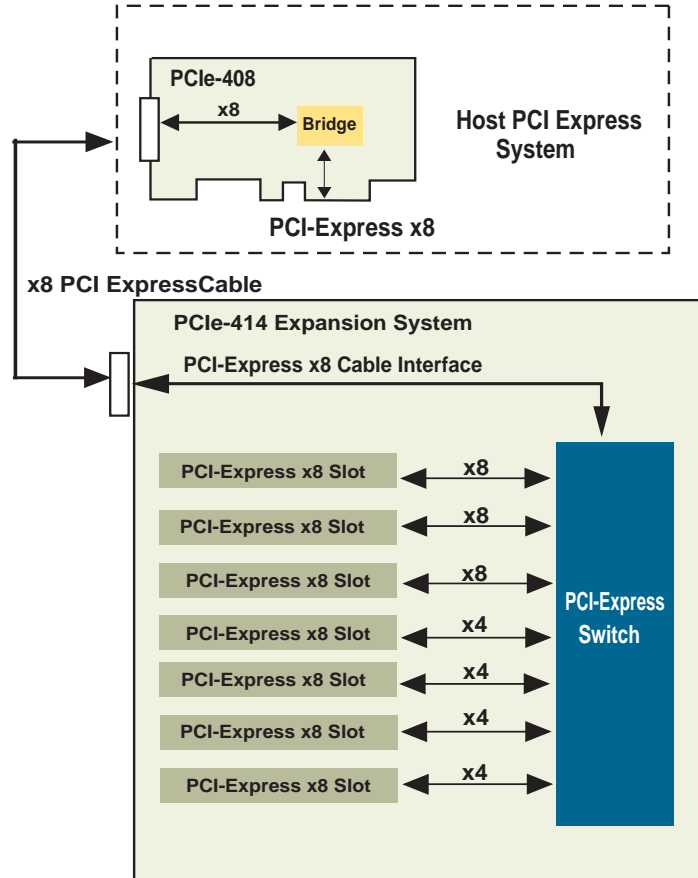 PCIe-408
x8
Bridge
Host PCI Express
System
PCI-Express x8
x8 PCI ExpressCable
PCIe-414 Expansion System
PCI-Express x8 Cable Interface
PCI-Express x8 Slot
x8
PCI-Express x8 Slot
x8
PCI-Express x8 Slot
x8
PCI-Express
Switch
PCI-Express x8 Slot
x4
PCI-Express x8 Slot
x4
PCI-Express x8 Slot
x4
PCI-Express x8 Slot
x4